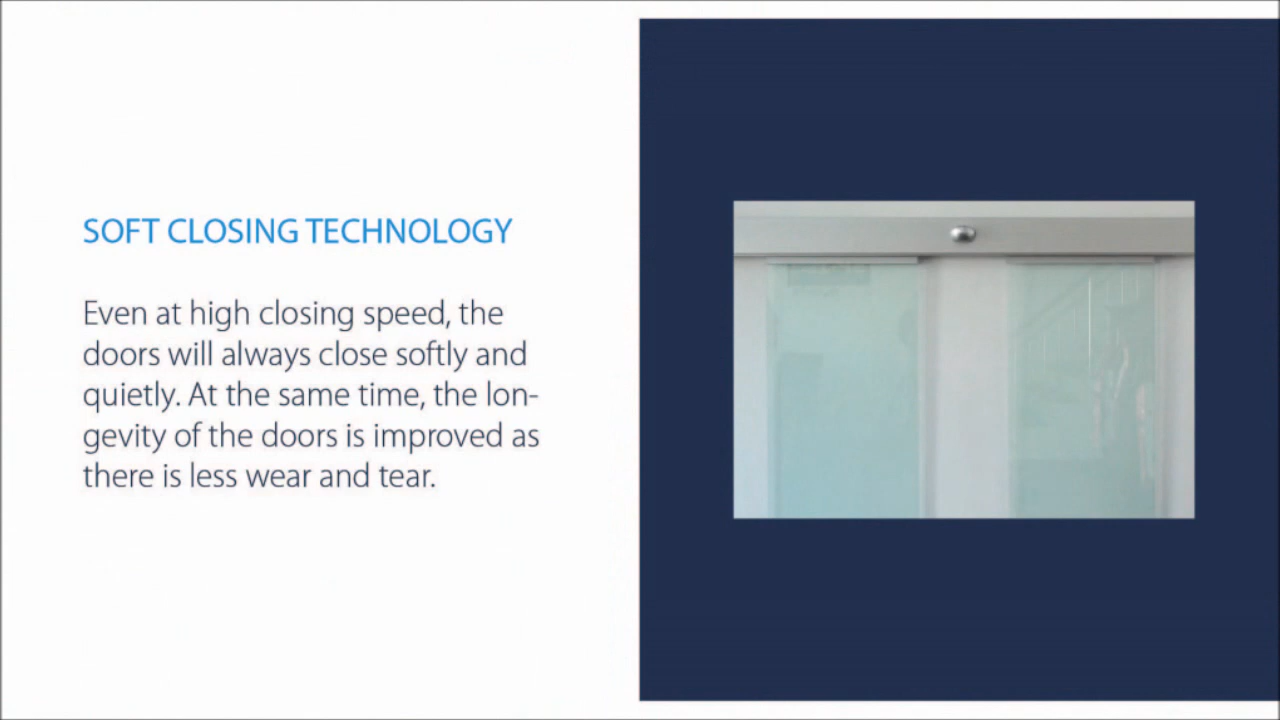 SOFT CLOSING TECHNOLOGY
Even at high closing speed, the
doors will always close softly and
quietly. At the same time, the lon-
gevity of the doors is improved as
there is less wear and tear.